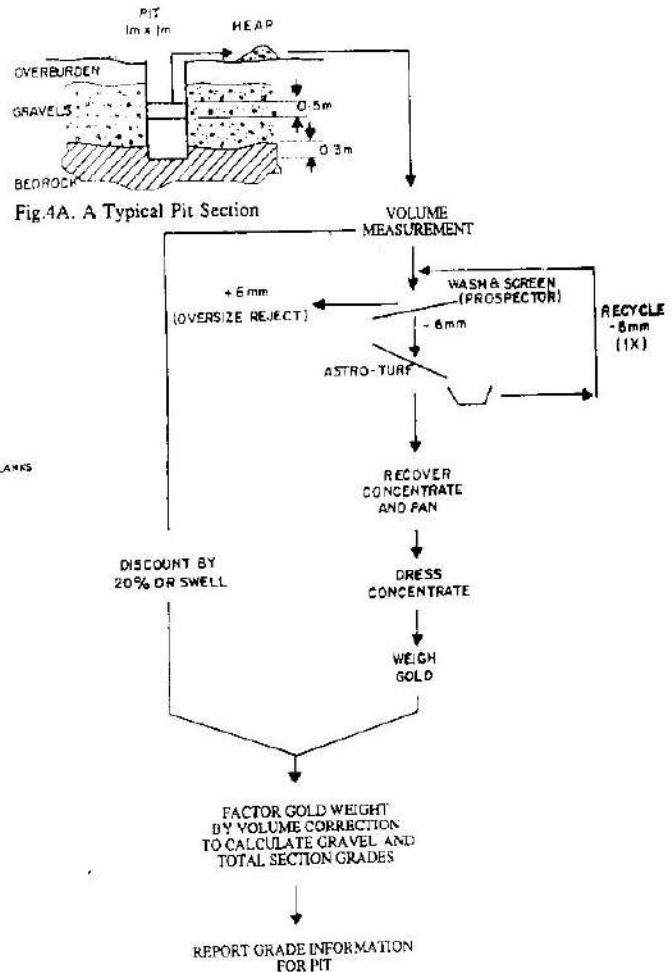 PIT
1m x 1m
HEAP
OVERBURDEN
GRAVELS
0.5m
0.3m
BEDROCK
Fig.4A. A Typical Pit Section
VOLUME
MEASUREMENT
WASH & SCREEN
(PROSPECTOR)
+6mm
(OVERSIZE REJECT)
-6mm
RECYCLE
-6mm
(1X)
ASTRO-TURF
RECOVER
CONCENTRATE
AND PAN
DISCOUNT BY
20% OR SWELL
DRESS
CONCENTRATE
WEIGH
GOLD
FACTOR GOLD WEIGHT
BY VOLUME CORRECTION
TO CALCULATE GRAVEL AND
TOTAL SECTION GRADES
REPORT GRADE INFORMATION
FOR PIT